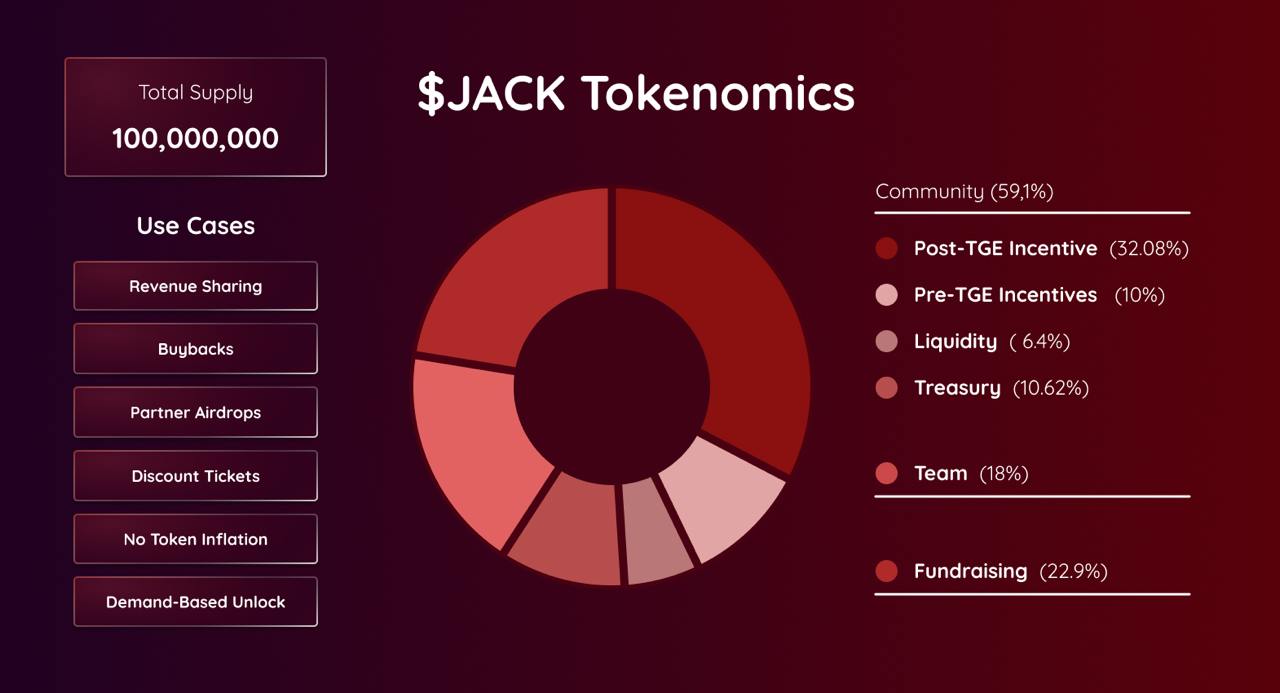 $JACK Tokenomics
Total Supply
100,000,000
Use Cases
Revenue Sharing
Buybacks
Partner Airdrops
Discount Tickets
No Token Inflation
Demand-Based Unlock
Community (59,1%)
Post-TGE Incentive (32.08%)
Pre-TGE Incentives (10%)
Liquidity ( 6.4%)
Treasury (10.62%)
Team (18%)
Fundraising (22.9%)